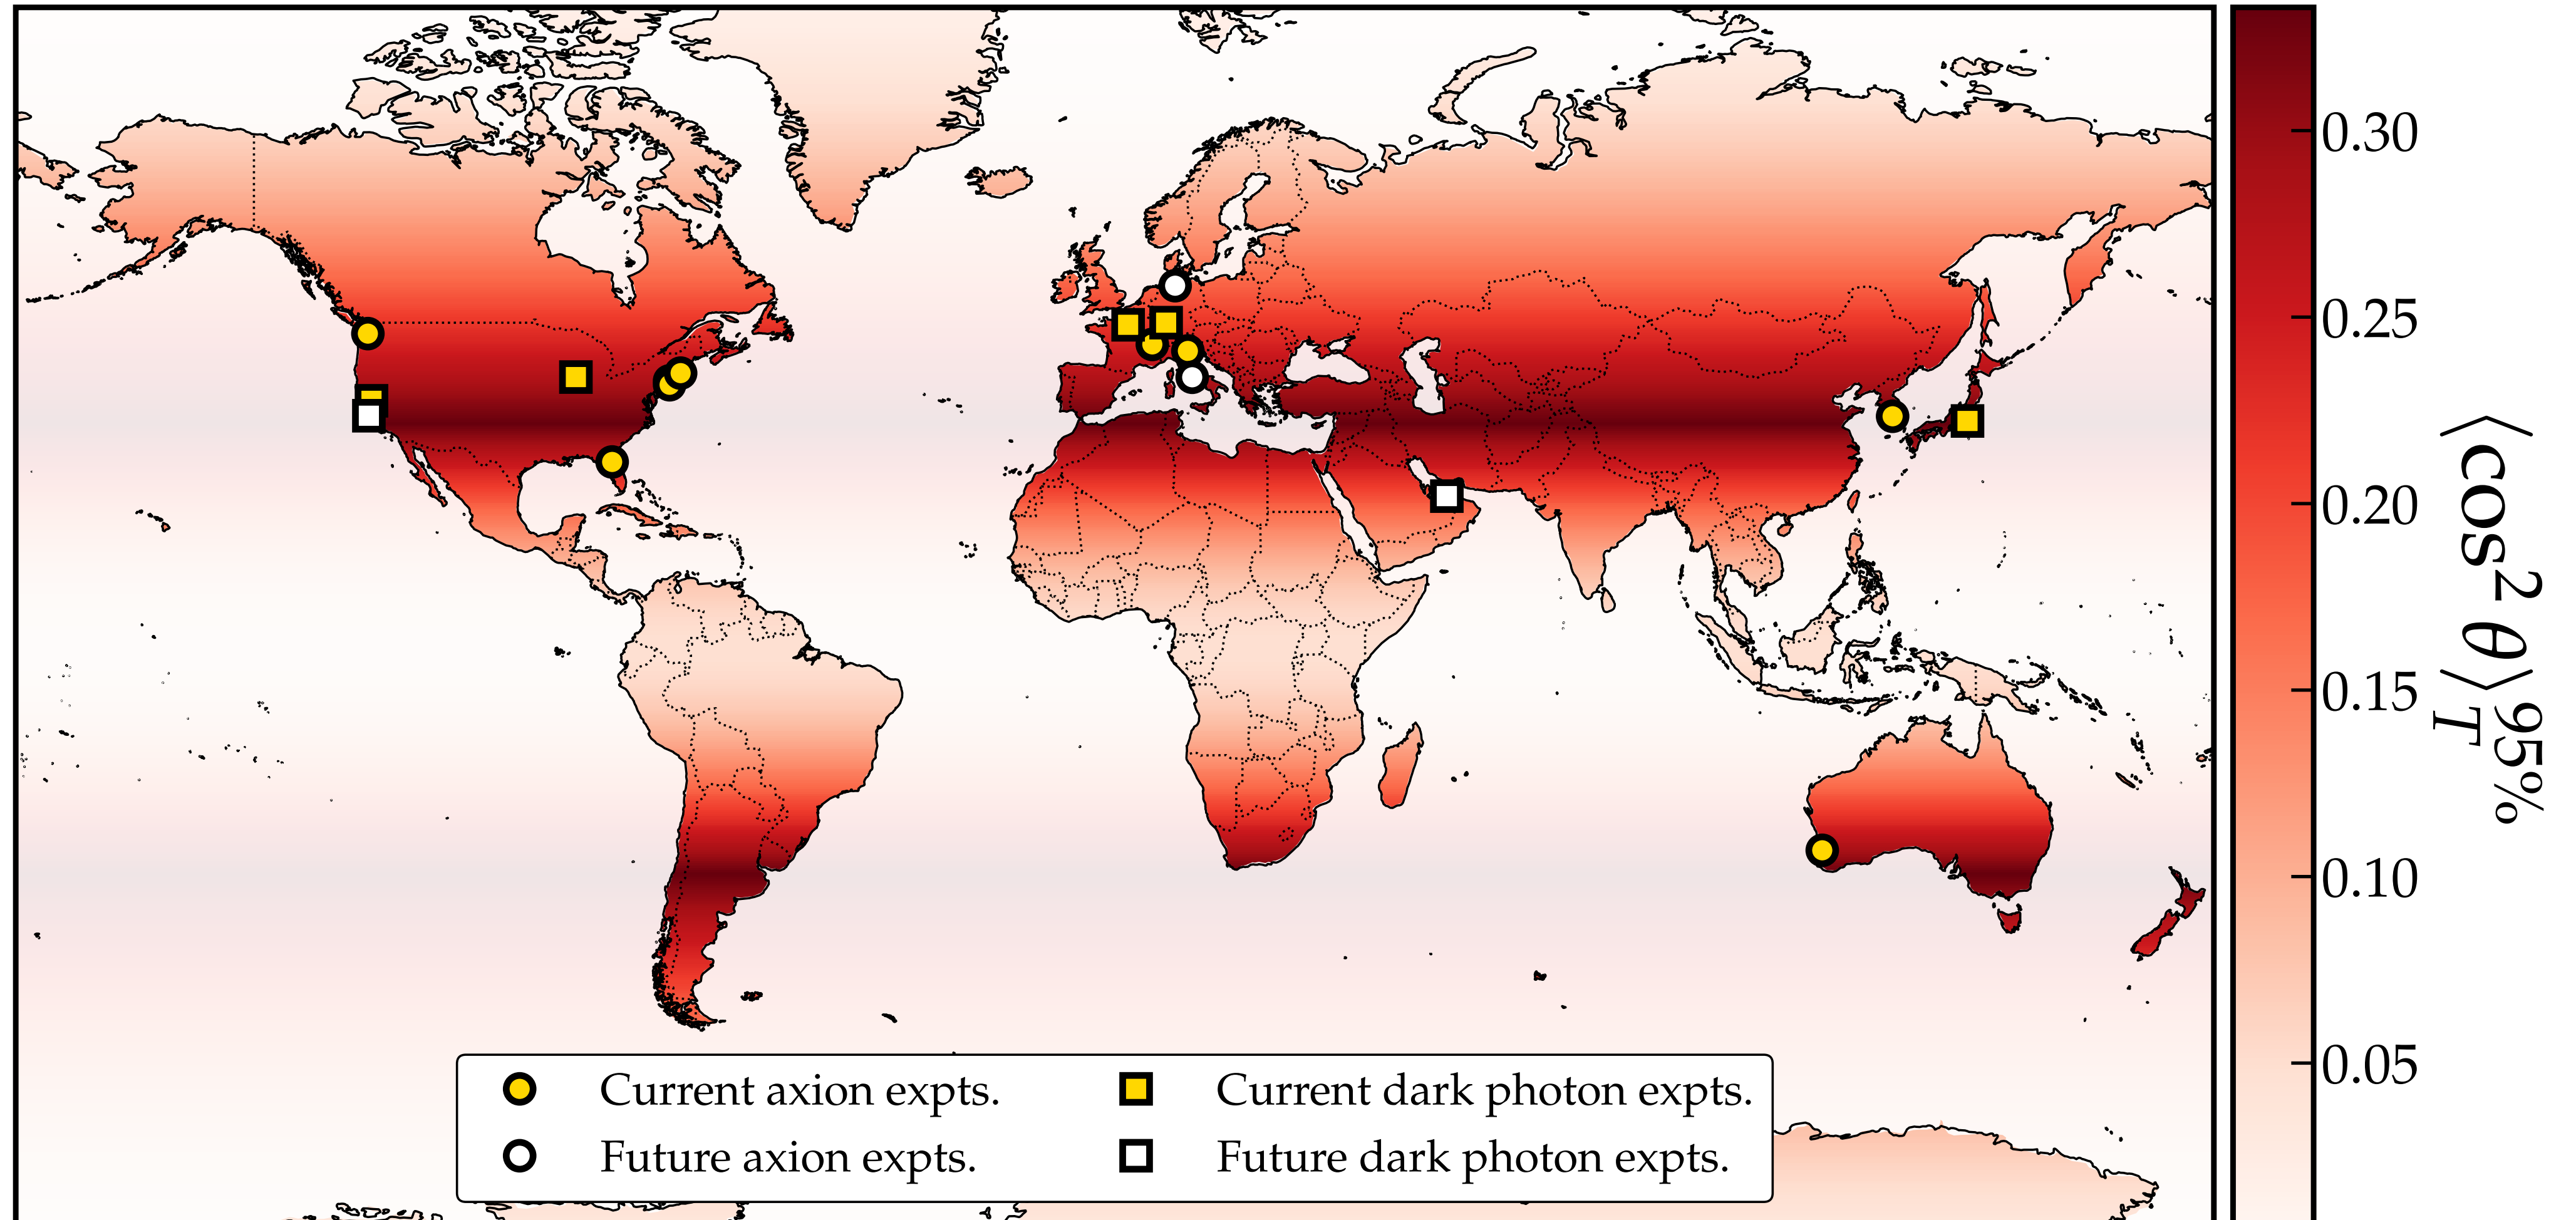 0.30
0.25
0.20
0.15
0.10
0.05
⟨cos² θ⟩_T^95%
Current axion expts.
Future axion expts.
Current dark photon expts.
Future dark photon expts.